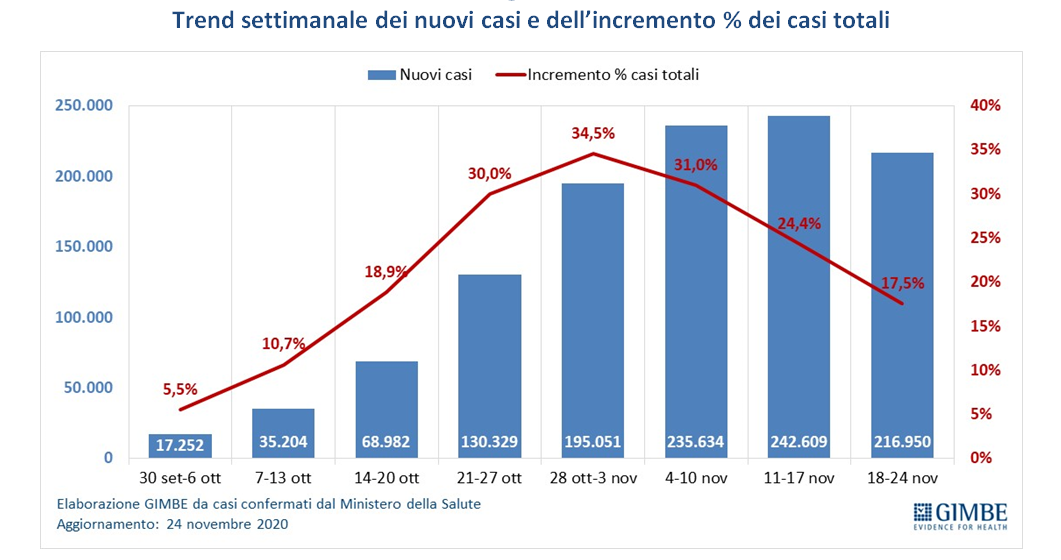 Trend settimanale dei nuovi casi e dell'incremento % dei casi totali
Nuovi casi
Incremento % casi totali
250.000
200.000
150.000
100.000
50.000
0
40%
35%
30%
25%
20%
15%
10%
5%
0%
5,5%
10,7%
18,9%
30,0%
34,5%
31,0%
24,4%
17,5%
17.252
35.204
68.982
130.329
195.051
235.634
242.609
216.950
30 set-6 ott
7-13 ott
14-20 ott
21-27 ott
28 ott-3 nov
4-10 nov
11-17 nov
18-24 nov
Elaborazione GIMBE da casi confermati dal Ministero della Salute
Aggiornamento: 24 novembre 2020
GIMBE
EVIDENCE FOR HEALTH